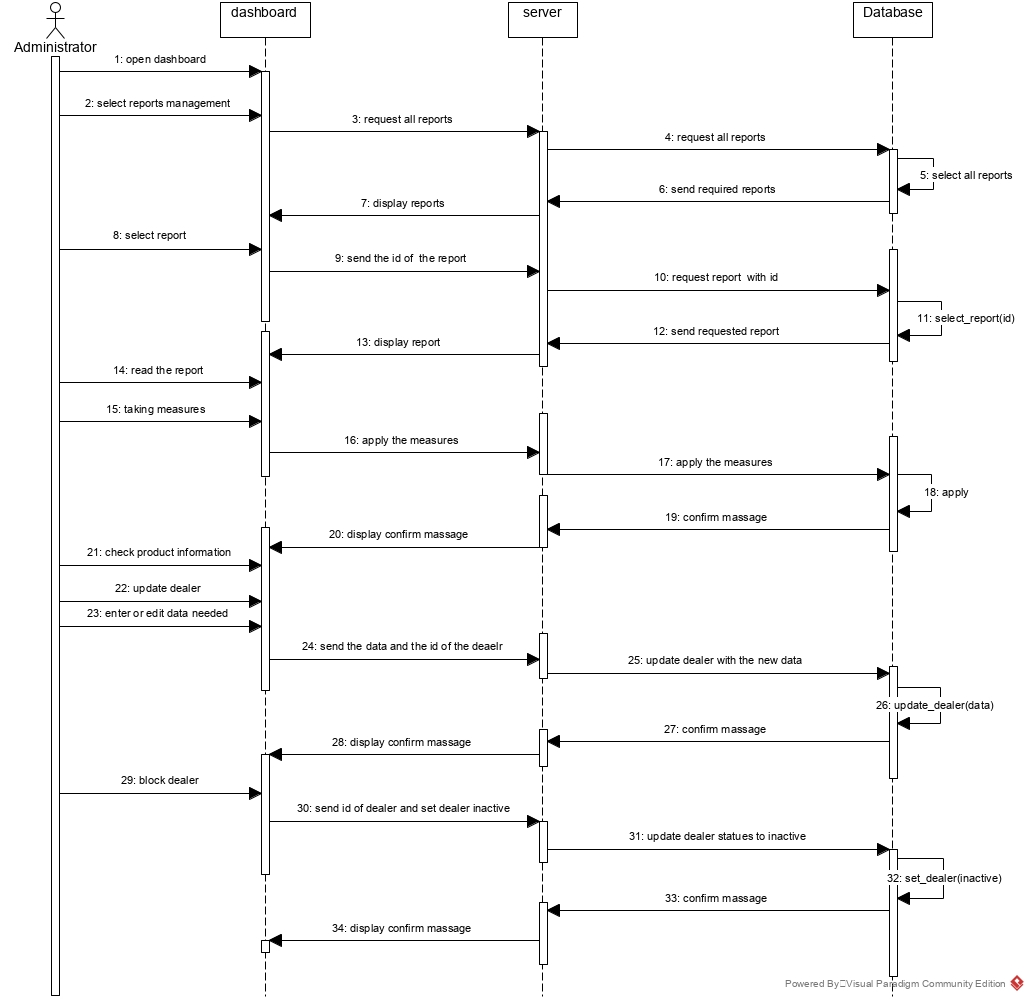 dashboard
server
Database
Administrator
1: open dashboard
2: select reports management
3: request all reports
4: request all reports
5: select all reports
6: send required reports
7: display reports
8: select report
9: send the id of  the report
10: request report  with id
11: select_report(id)
12: send requested report
13: display report
14: read the report
15: taking measures
16: apply the measures
17: apply the measures
18: apply
19: confirm massage
20: display confirm massage
21: check product information
22: update dealer
23: enter or edit data needed
24: send the data and the id of the deaelr
25: update dealer with the new data
26: update_dealer(data)
27: confirm massage
28: display confirm massage
29: block dealer
30: send id of dealer and set dealer inactive
31: update dealer statues to inactive
32: set_dealer(inactive)
33: confirm massage
34: display confirm massage
Powered By Visual Paradigm Community Edition